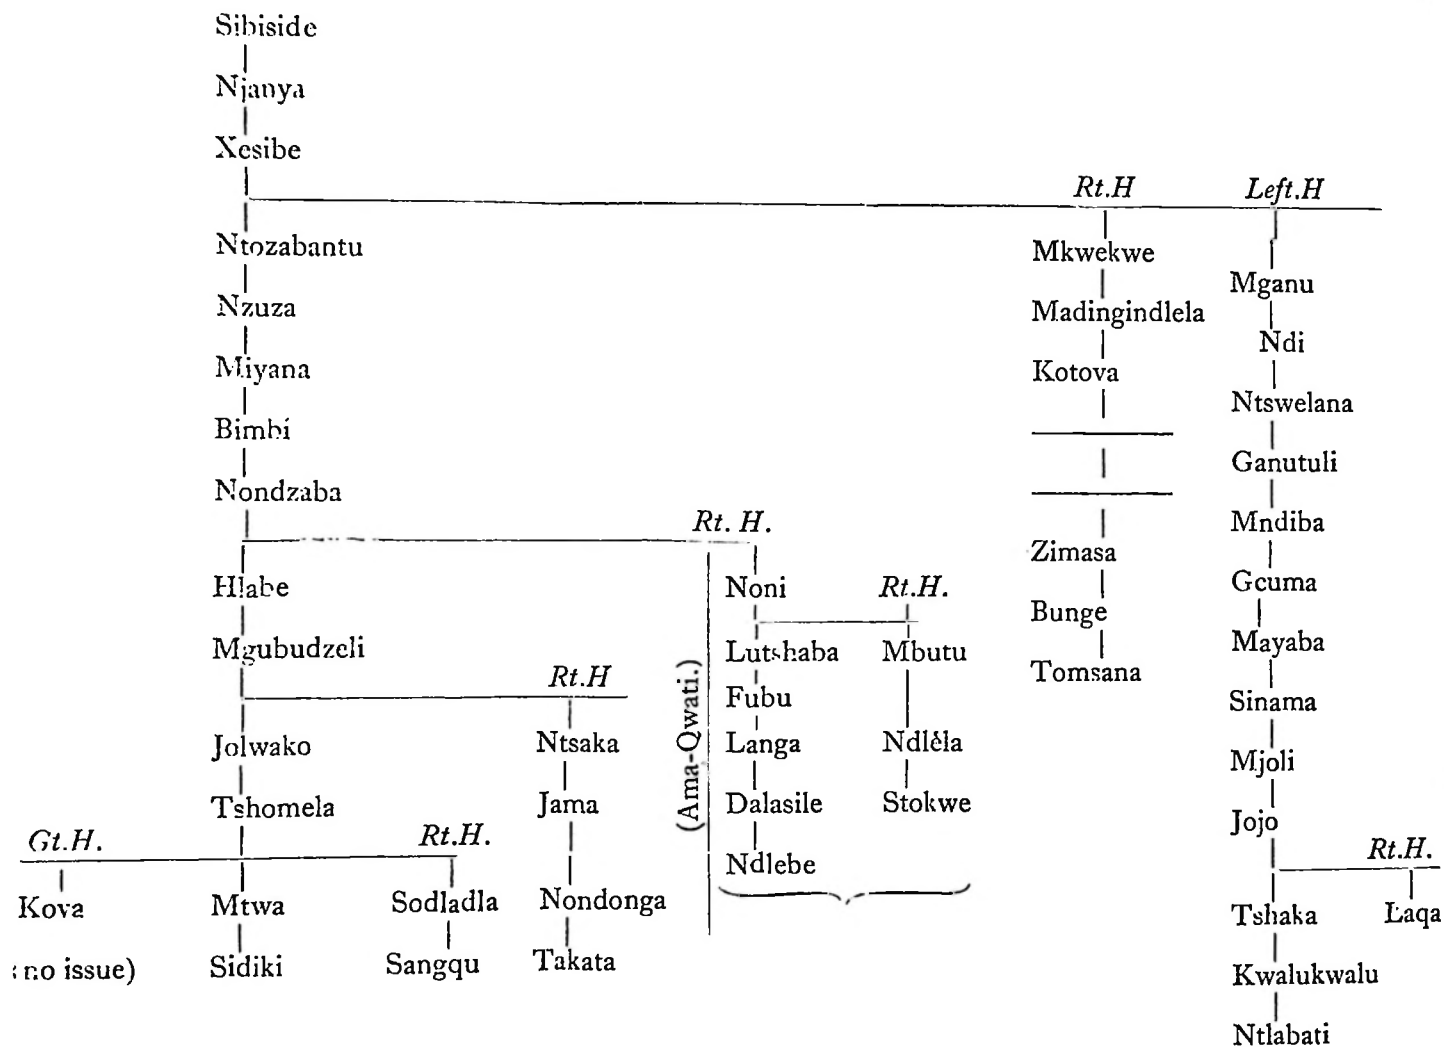 Sibiside
Njanya
Xesibe
Rt.H Left.H
Ntozabantu Mkwekwe
Mganu
Nzuza Madingindlela
Ndi
Miyana Kotova
Ntswelana
Bimbi
Ganutuli
Nondzaba
Rt. H. Mndiba
Zimasa
Hlabe Noni Rt.H. Gcuma
Bunge
Mgubudzeli Lutshaba Mbutu Mayaba
Rt.H Tomsana
Fubu Sinama
(Ama-Qwati.)
Jolwako Ntsaka Langa Ndlela
Mjoli
Tshomela Jama Dalasile Stokwe
Jojo
Gt.H. Rt.H. Rt.H.
Ndlebe
Kova Mtwa Sodladla Nondonga Tshaka Laqa
no issue) Sidiki Sangqu Takata
Kwalukwalu
Ntlabati